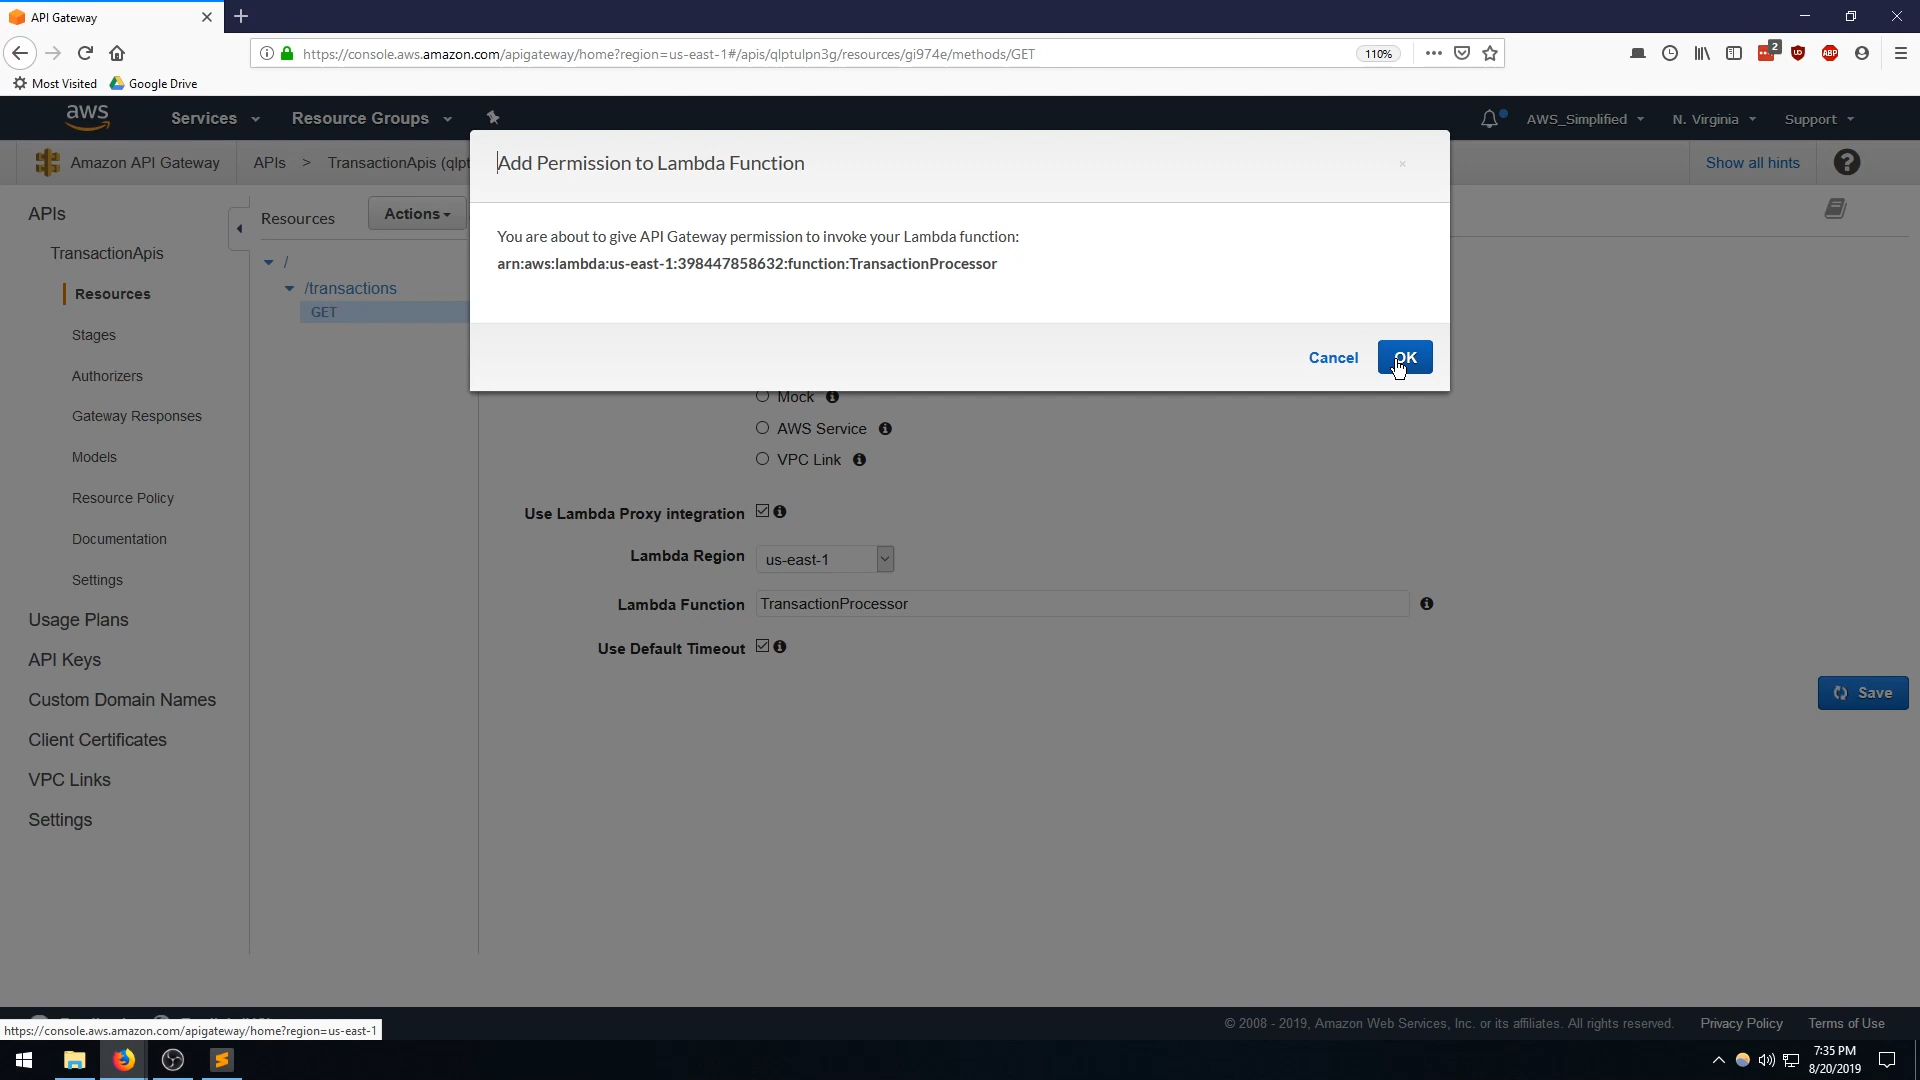 API Gateway
https://console.aws.amazon.com/apigateway/home?region=us-east-1#/apis/qlptulpn3g/resources/gi974e/methods/GET
110%
2
UD
ABP
Most Visited
Google Drive
aws
Services
Resource Groups
AWS_Simplified
N. Virginia
Support
Amazon API Gateway
APIs > TransactionApis (qlpt
Show all hints
?
Add Permission to Lambda Function
×
You are about to give API Gateway permission to invoke your Lambda function:
arn:aws:lambda:us-east-1:398447858632:function:TransactionProcessor
Cancel
OK
APIs
TransactionApis
Resources
Stages
Authorizers
Gateway Responses
Models
Resource Policy
Documentation
Settings
Usage Plans
API Keys
Custom Domain Names
Client Certificates
VPC Links
Settings
Resources
Actions
/
/transactions
GET
Mock
AWS Service
VPC Link
Use Lambda Proxy integration
Lambda Region
us-east-1
Lambda Function
TransactionProcessor
Use Default Timeout
Save
© 2008 - 2019, Amazon Web Services, Inc. or its affiliates. All rights reserved.
Privacy Policy
Terms of Use
https://console.aws.amazon.com/apigateway/home?region=us-east-1
7:35 PM
8/20/2019